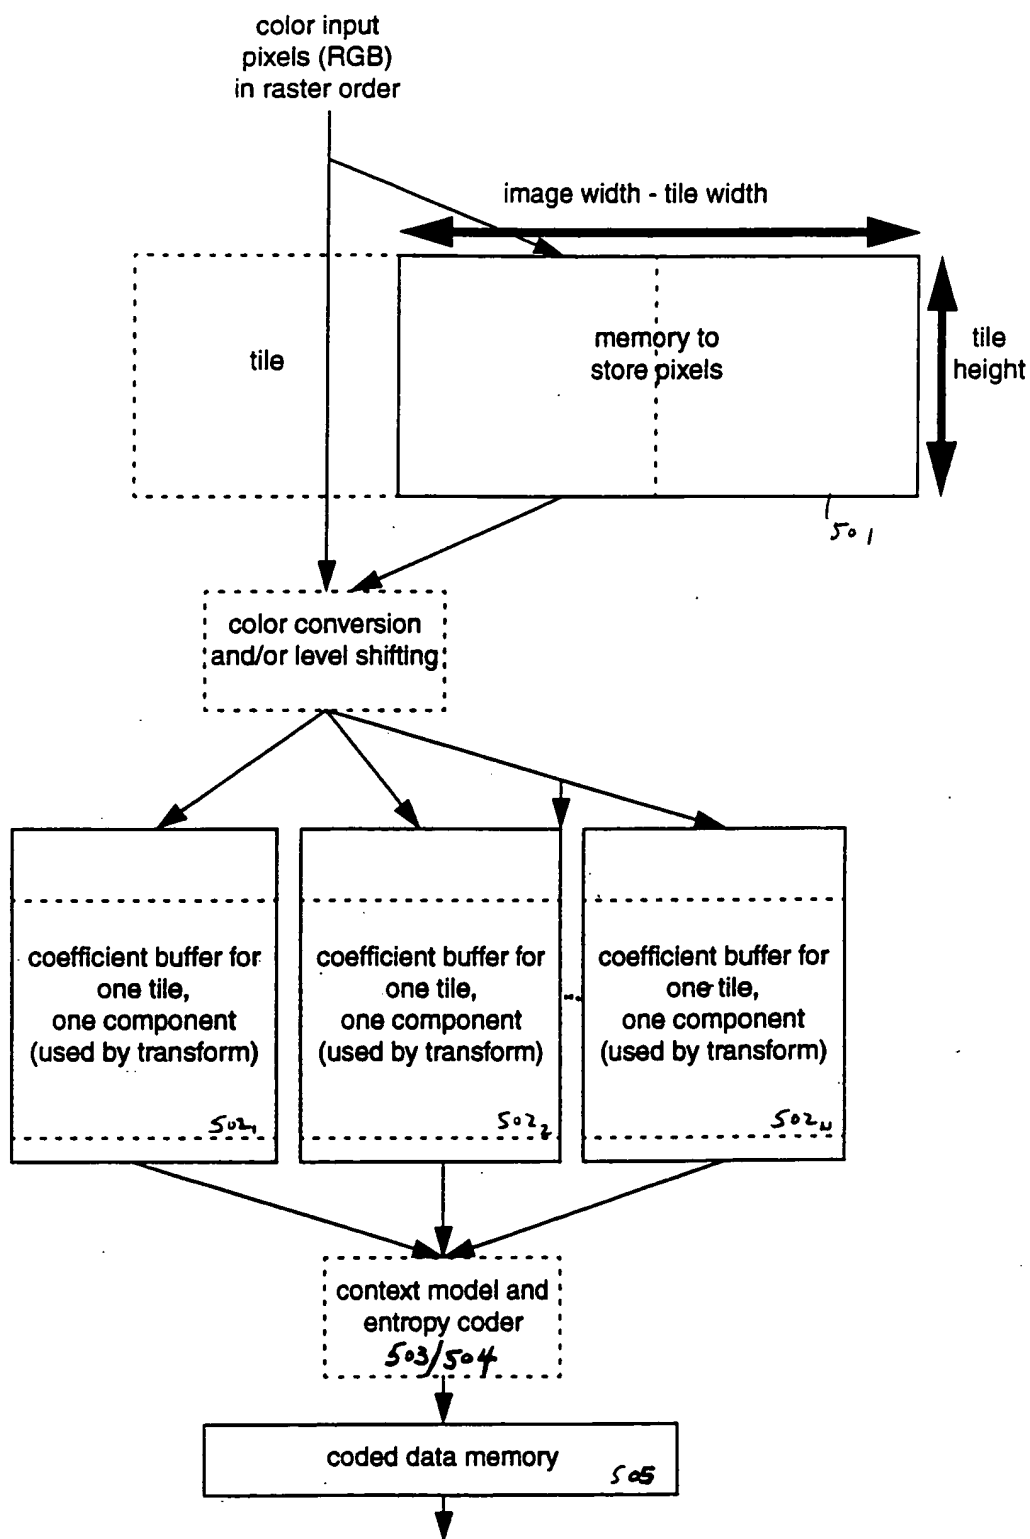 color input
pixels (RGB)
in raster order
image width - tile width
tile
memory to
store pixels
tile
height
501
color conversion
and/or level shifting
coefficient buffer for
one tile,
one component
(used by transform)
502₁
coefficient buffer for
one tile,
one component
(used by transform)
502₂
...
coefficient buffer for
one tile,
one component
(used by transform)
502N
context model and
entropy coder
503/504
coded data memory
505